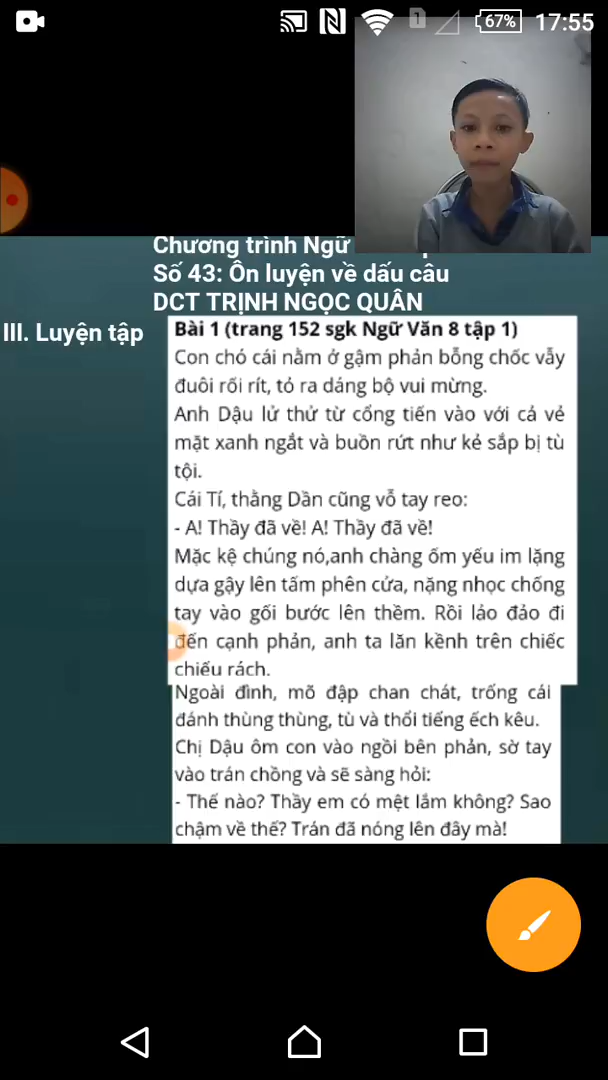 67% 17:55
Chương trình Ngữ
Số 43: Ôn luyện về dấu câu
DCT TRỊNH NGỌC QUÂN
III. Luyện tập
Bài 1 (trang 152 sgk Ngữ Văn 8 tập 1)
Con chó cái nằm ở gậm phản bỗng chốc vẫy
đuôi rối rít, tỏ ra dáng bộ vui mừng.
Anh Dậu lử thử từ cổng tiến vào với cả vẻ
mặt xanh ngắt và buồn rứt như kẻ sắp bị tù
tội.
Cái Tí, thằng Dần cũng vỗ tay reo:
- A! Thầy đã về! A! Thầy đã về!
Mặc kệ chúng nó,anh chàng ốm yếu im lặng
dựa gậy lên tấm phên cửa, nặng nhọc chống
tay vào gối bước lên thềm. Rồi lảo đảo đi
đến cạnh phản, anh ta lăn kềnh trên chiếc
chiếu rách.
Ngoài đình, mõ đập chan chát, trống cái
đánh thùng thùng, tù và thổi tiếng ếch kêu.
Chị Dậu ôm con vào ngồi bên phản, sờ tay
vào trán chồng và sẽ sàng hỏi:
- Thế nào? Thầy em có mệt lắm không? Sao
chậm về thế? Trán đã nóng lên đây mà!